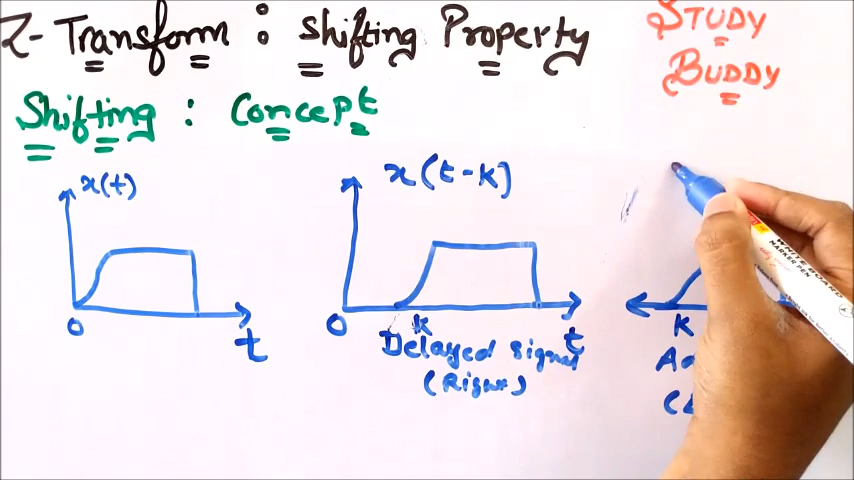 Z-Transform : Shifting Property
STUDY
BUDDY
Shifting : Concept
x(t)
0
t
x(t-k)
0
k
t
Delayed signal
(Right)
k